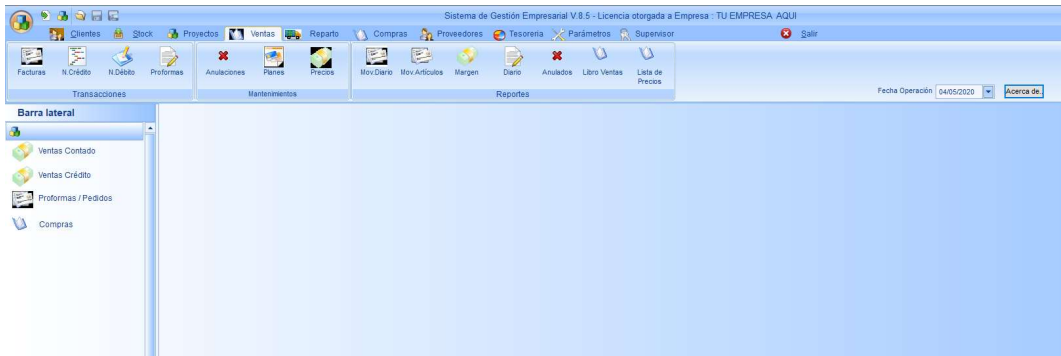 Sistema de Gestión Empresarial V.8.5 - Licencia otorgada a Empresa : TU EMPRESA AQUI
Clientes Stock Proyectos Ventas Reparto Compras Proveedores Tesoreria Parámetros Supervisor Salir
Facturas N.Crédito N.Débito Proformas Anulaciones Planes Precios Mov.Diario Mov.Artículos Margen Diario Anulados Libro Ventas Lista de Precios
Transacciones Mantenimientos Reportes
Fecha Operación 04/05/2020 Acerca de.
Barra lateral
Ventas Contado
Ventas Crédito
Proformas / Pedidos
Compras